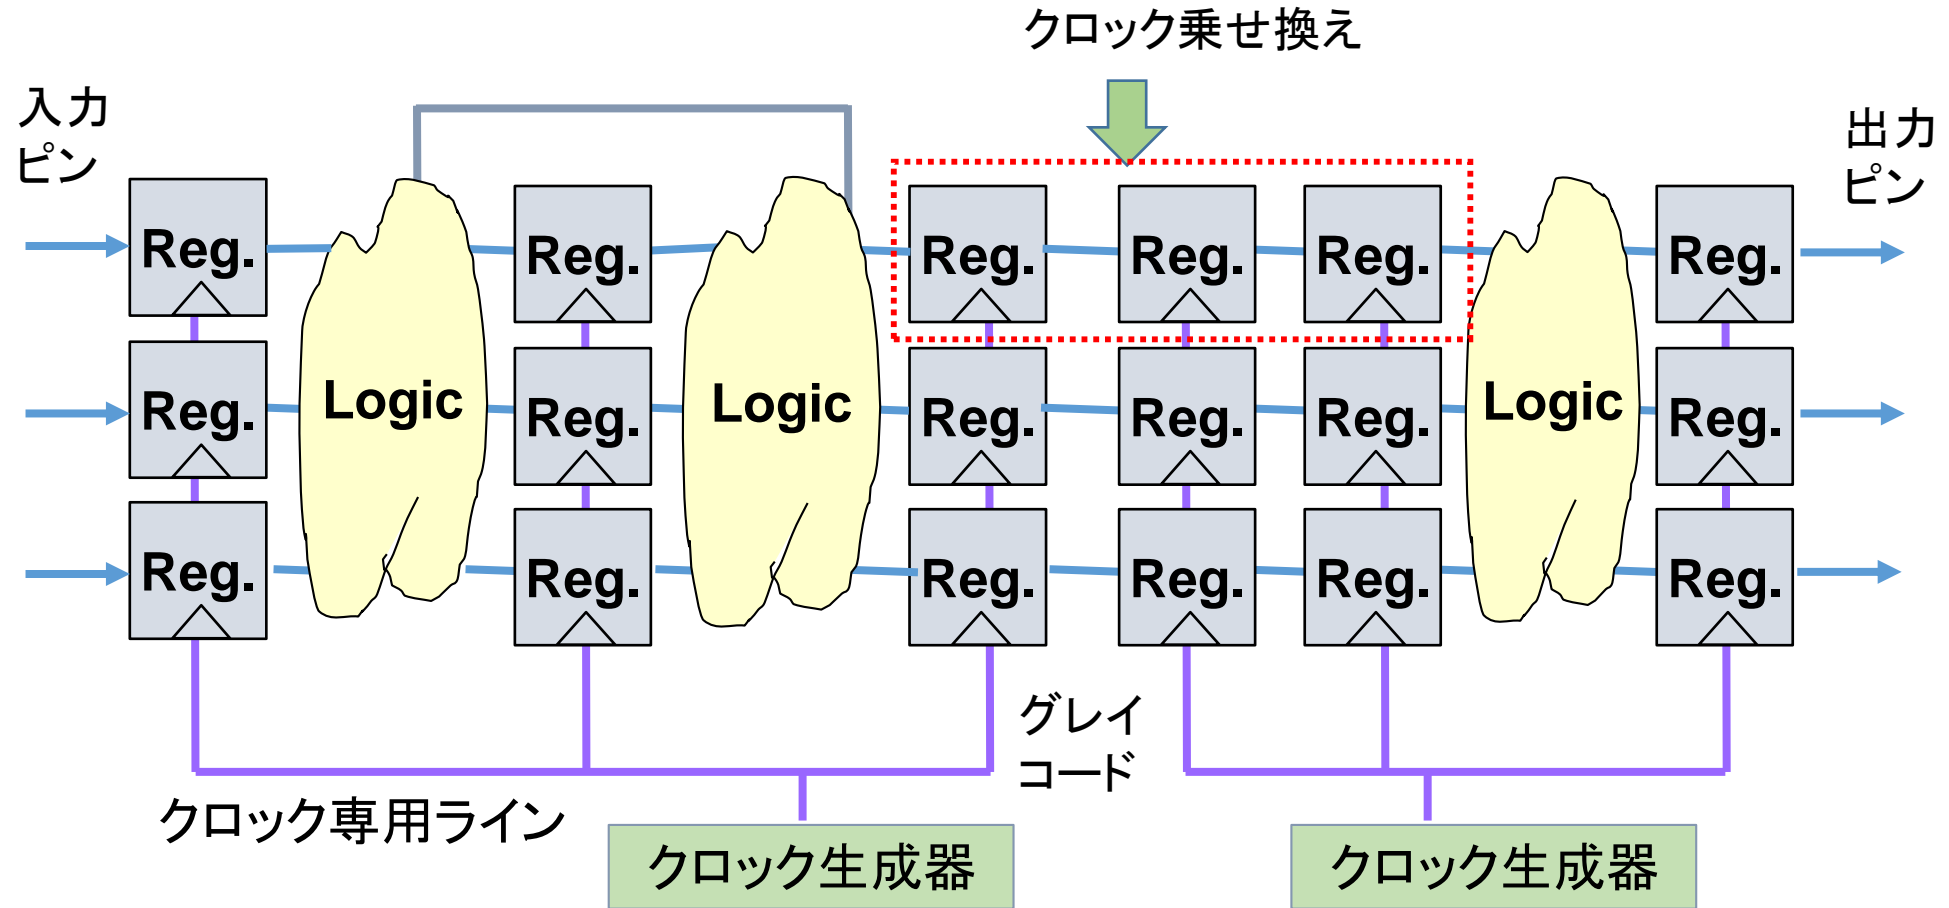 クロック乗せ換え
入力
ピン
出力
ピン
Reg.
Reg.
Reg.
Reg.
Reg.
Reg.
Logic
Logic
Logic
Reg.
Reg.
Reg.
Reg.
Reg.
Reg.
Reg.
Reg.
Reg.
Reg.
Reg.
Reg.
グレイ
コード
クロック専用ライン
クロック生成器
クロック生成器